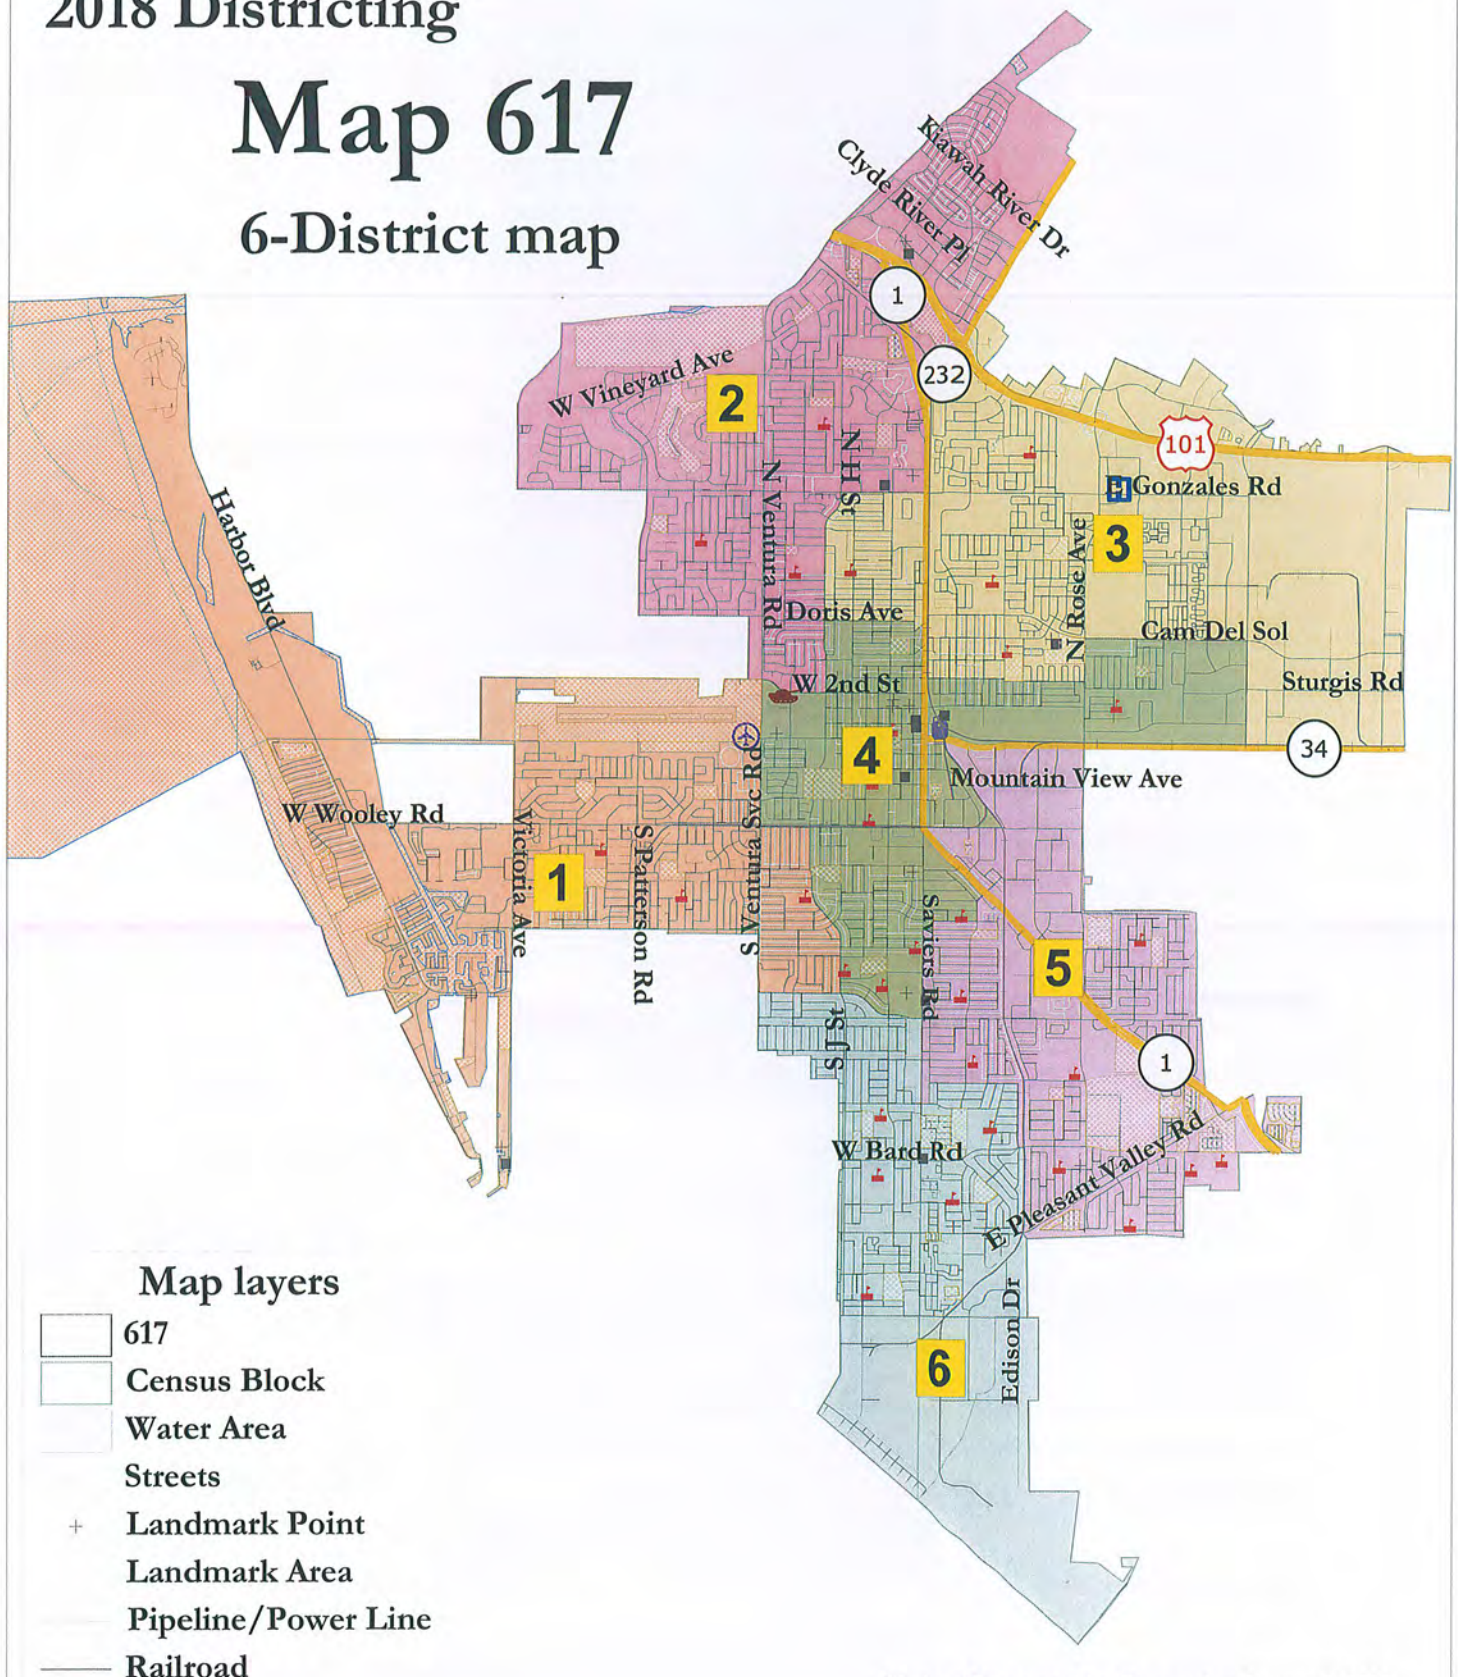 2018 Districting
Map 617
6-District map
Kiawah River Dr
Clyde River Pl
1
232
W Vineyard Ave
2
N H St
101
Gonzales Rd
N Ventura Rd
3
N Rose Ave
Harbor Blvd
Doris Ave
Cam Del Sol
W 2nd St
Sturgis Rd
4
34
Mountain View Ave
S Ventura Svc Rd
W Wooley Rd
Victoria Ave
1
S Patterson Rd
Saviers Rd
5
S J St
1
W Bard Rd
E Pleasant Valley Rd
Edison Dr
6
Map layers
617
Census Block
Water Area
Streets
Landmark Point
Landmark Area
Pipeline/Power Line
Railroad